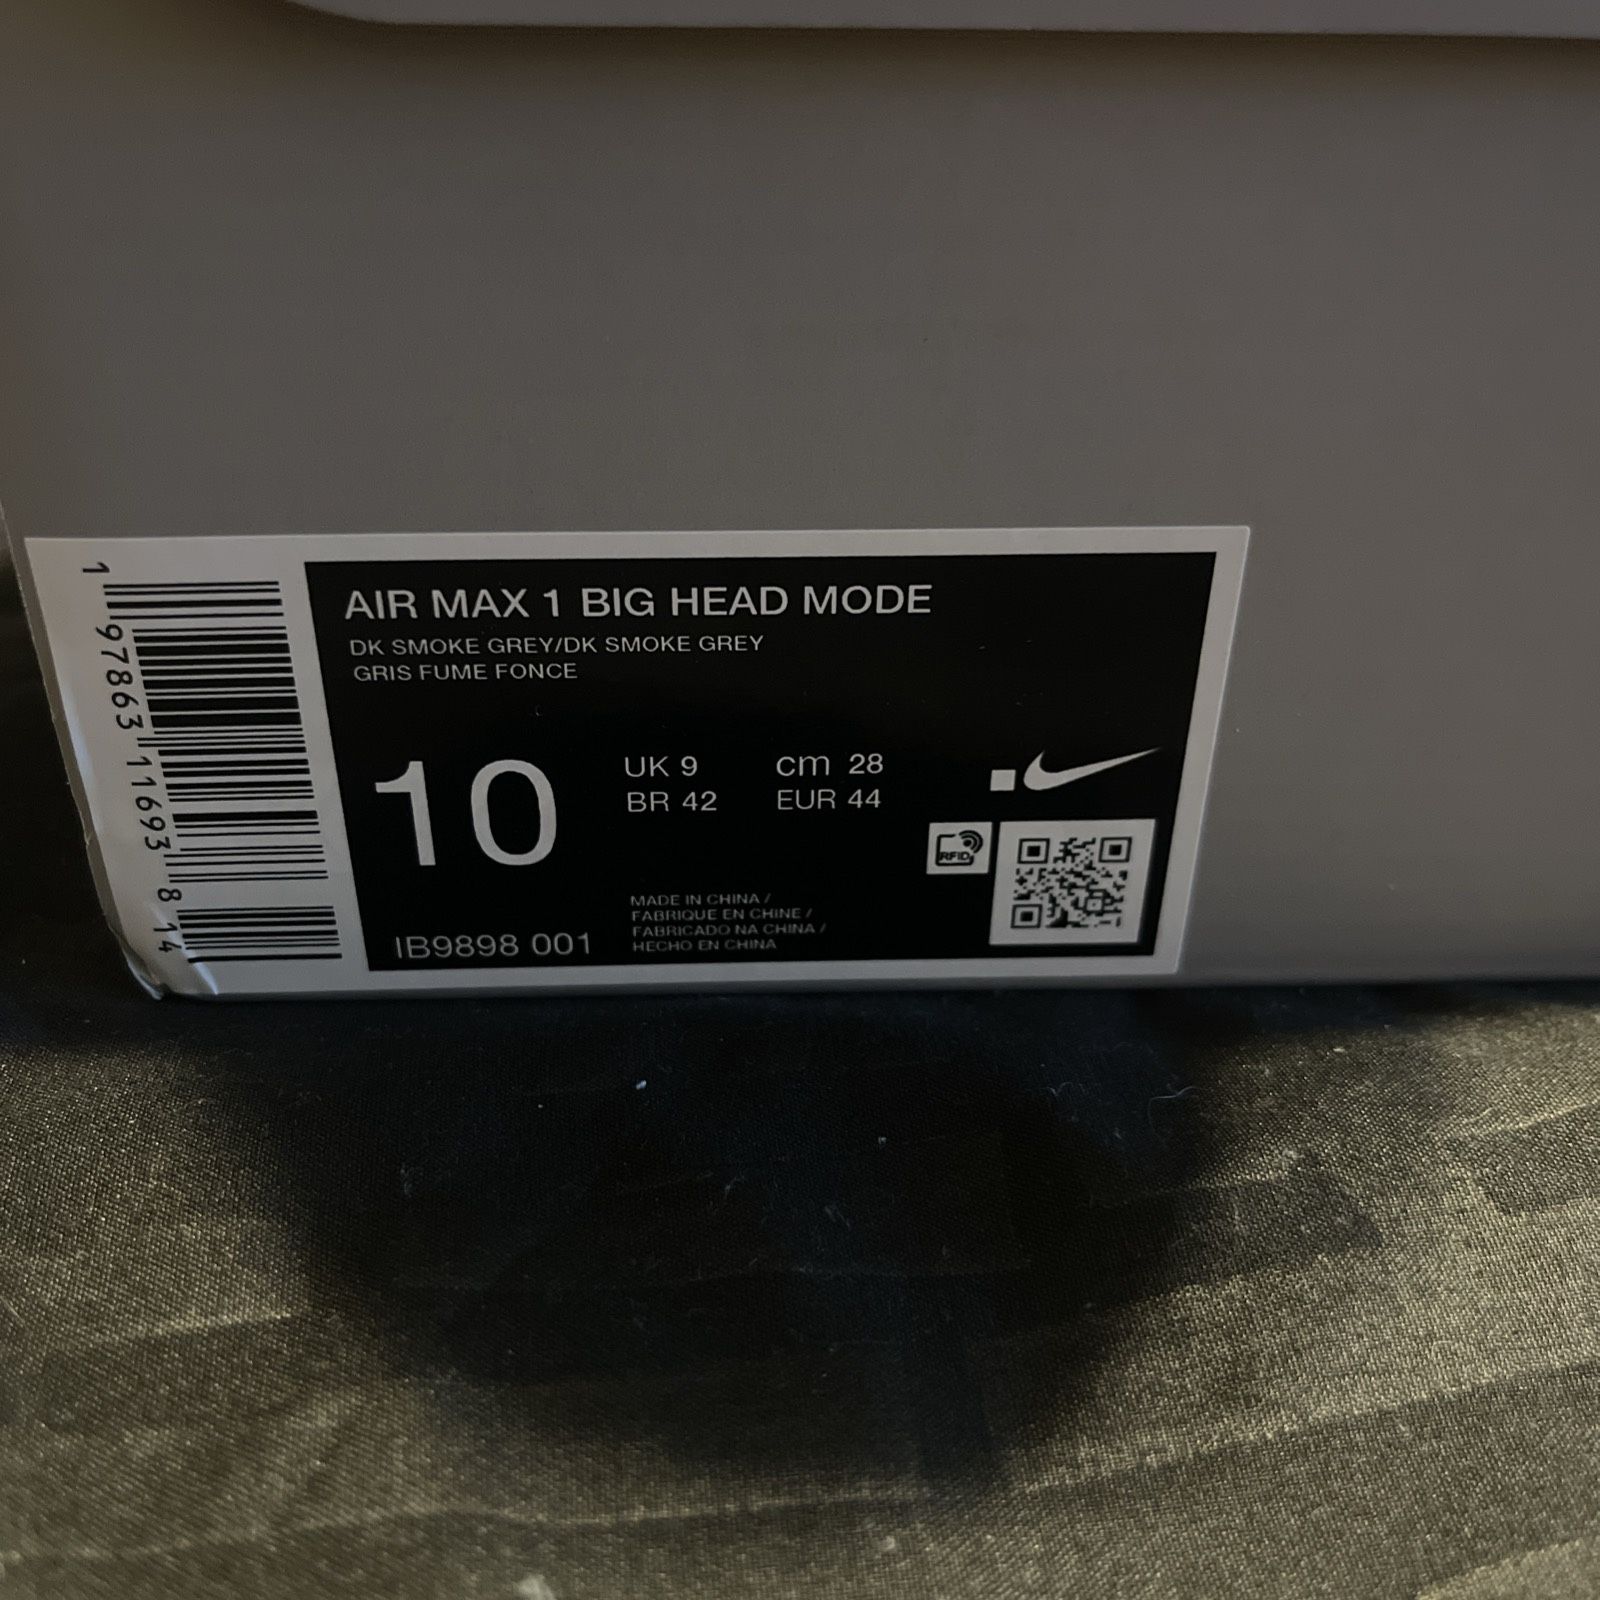 AIR MAX 1 BIG HEAD MODE
DK SMOKE GREY/DK SMOKE GREY
GRIS FUME FONCE
10
UK 9
cm 28
BR 42
EUR 44
IB9898 001
MADE IN CHINA /
FABRIQUE EN CHINE /
FABRICADO NA CHINA /
HECHO EN CHINA
RFID
1 97863 11693 8 14